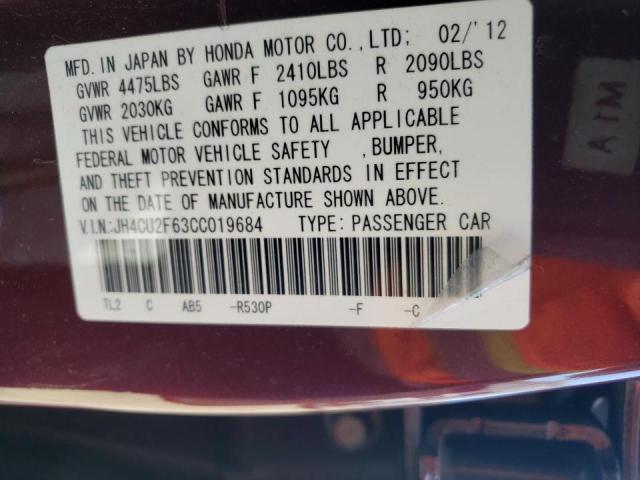 MFD. IN JAPAN BY HONDA MOTOR CO.,LTD; 02/'12
GVWR 4475LBS GAWR F 2410LBS R 2090LBS
GVWR 2030KG GAWR F 1095KG R 950KG
THIS VEHICLE CONFORMS TO ALL APPLICABLE
FEDERAL MOTOR VEHICLE SAFETY ,BUMPER,
AND THEFT PREVENTION STANDARDS IN EFFECT
ON THE DATE OF MANUFACTURE SHOWN ABOVE.
V.I.N:JH4CU2F63CC019684 TYPE: PASSENGER CAR
TL2 C AB5 -R530P -F -C
A1M